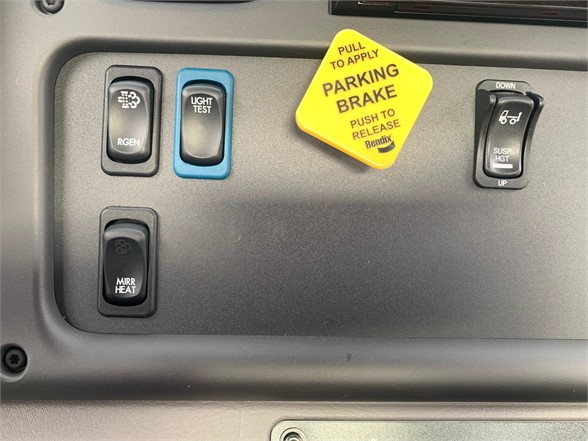 RGEN
LIGHT
TEST
PULL
TO APPLY
PARKING
BRAKE
PUSH TO
RELEASE
Bendix
DOWN
SUSP
HGT
UP
MIRR
HEAT